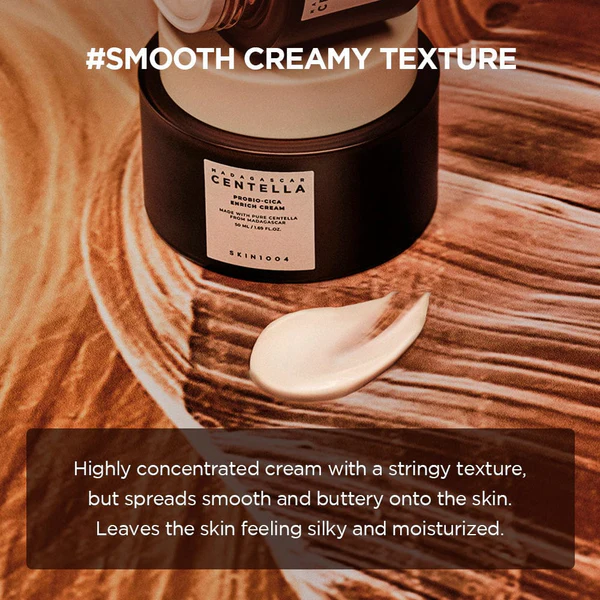 #SMOOTH CREAMY TEXTURE
MADAGASCAR
CENTELLA
PROBIO-CICA
ENRICH CREAM
MADE WITH PURE CENTELLA
FROM MADAGASCAR
50 ML / 1.69 FL.OZ.
SKIN1004
Highly concentrated cream with a stringy texture,
but spreads smooth and buttery onto the skin.
Leaves the skin feeling silky and moisturized.